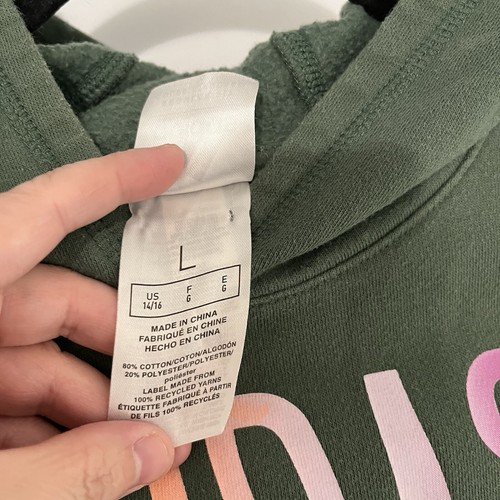 L
US F E
14/16 G G
MADE IN CHINA
FABRIQUÉ EN CHINE
HECHO EN CHINA
80% COTTON/COTON/ALGODÓN
20% POLYESTER/POLYESTER/
poliéster
LABEL MADE FROM
100% RECYCLED YARNS
ÉTIQUETTE FABRIQUÉ À PARTIR
DE FILS 100% RECYCLÉS